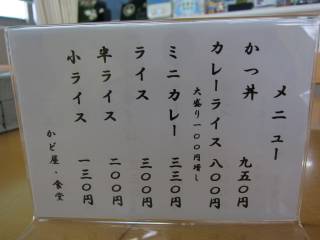 メニュー
かつ丼 九五〇円
カレーライス 八〇〇円
大盛り一〇〇円増し
ミニカレー 三三〇円
ライス 三〇〇円
半ライス 二〇〇円
小ライス 一三〇円
かど屋・食堂